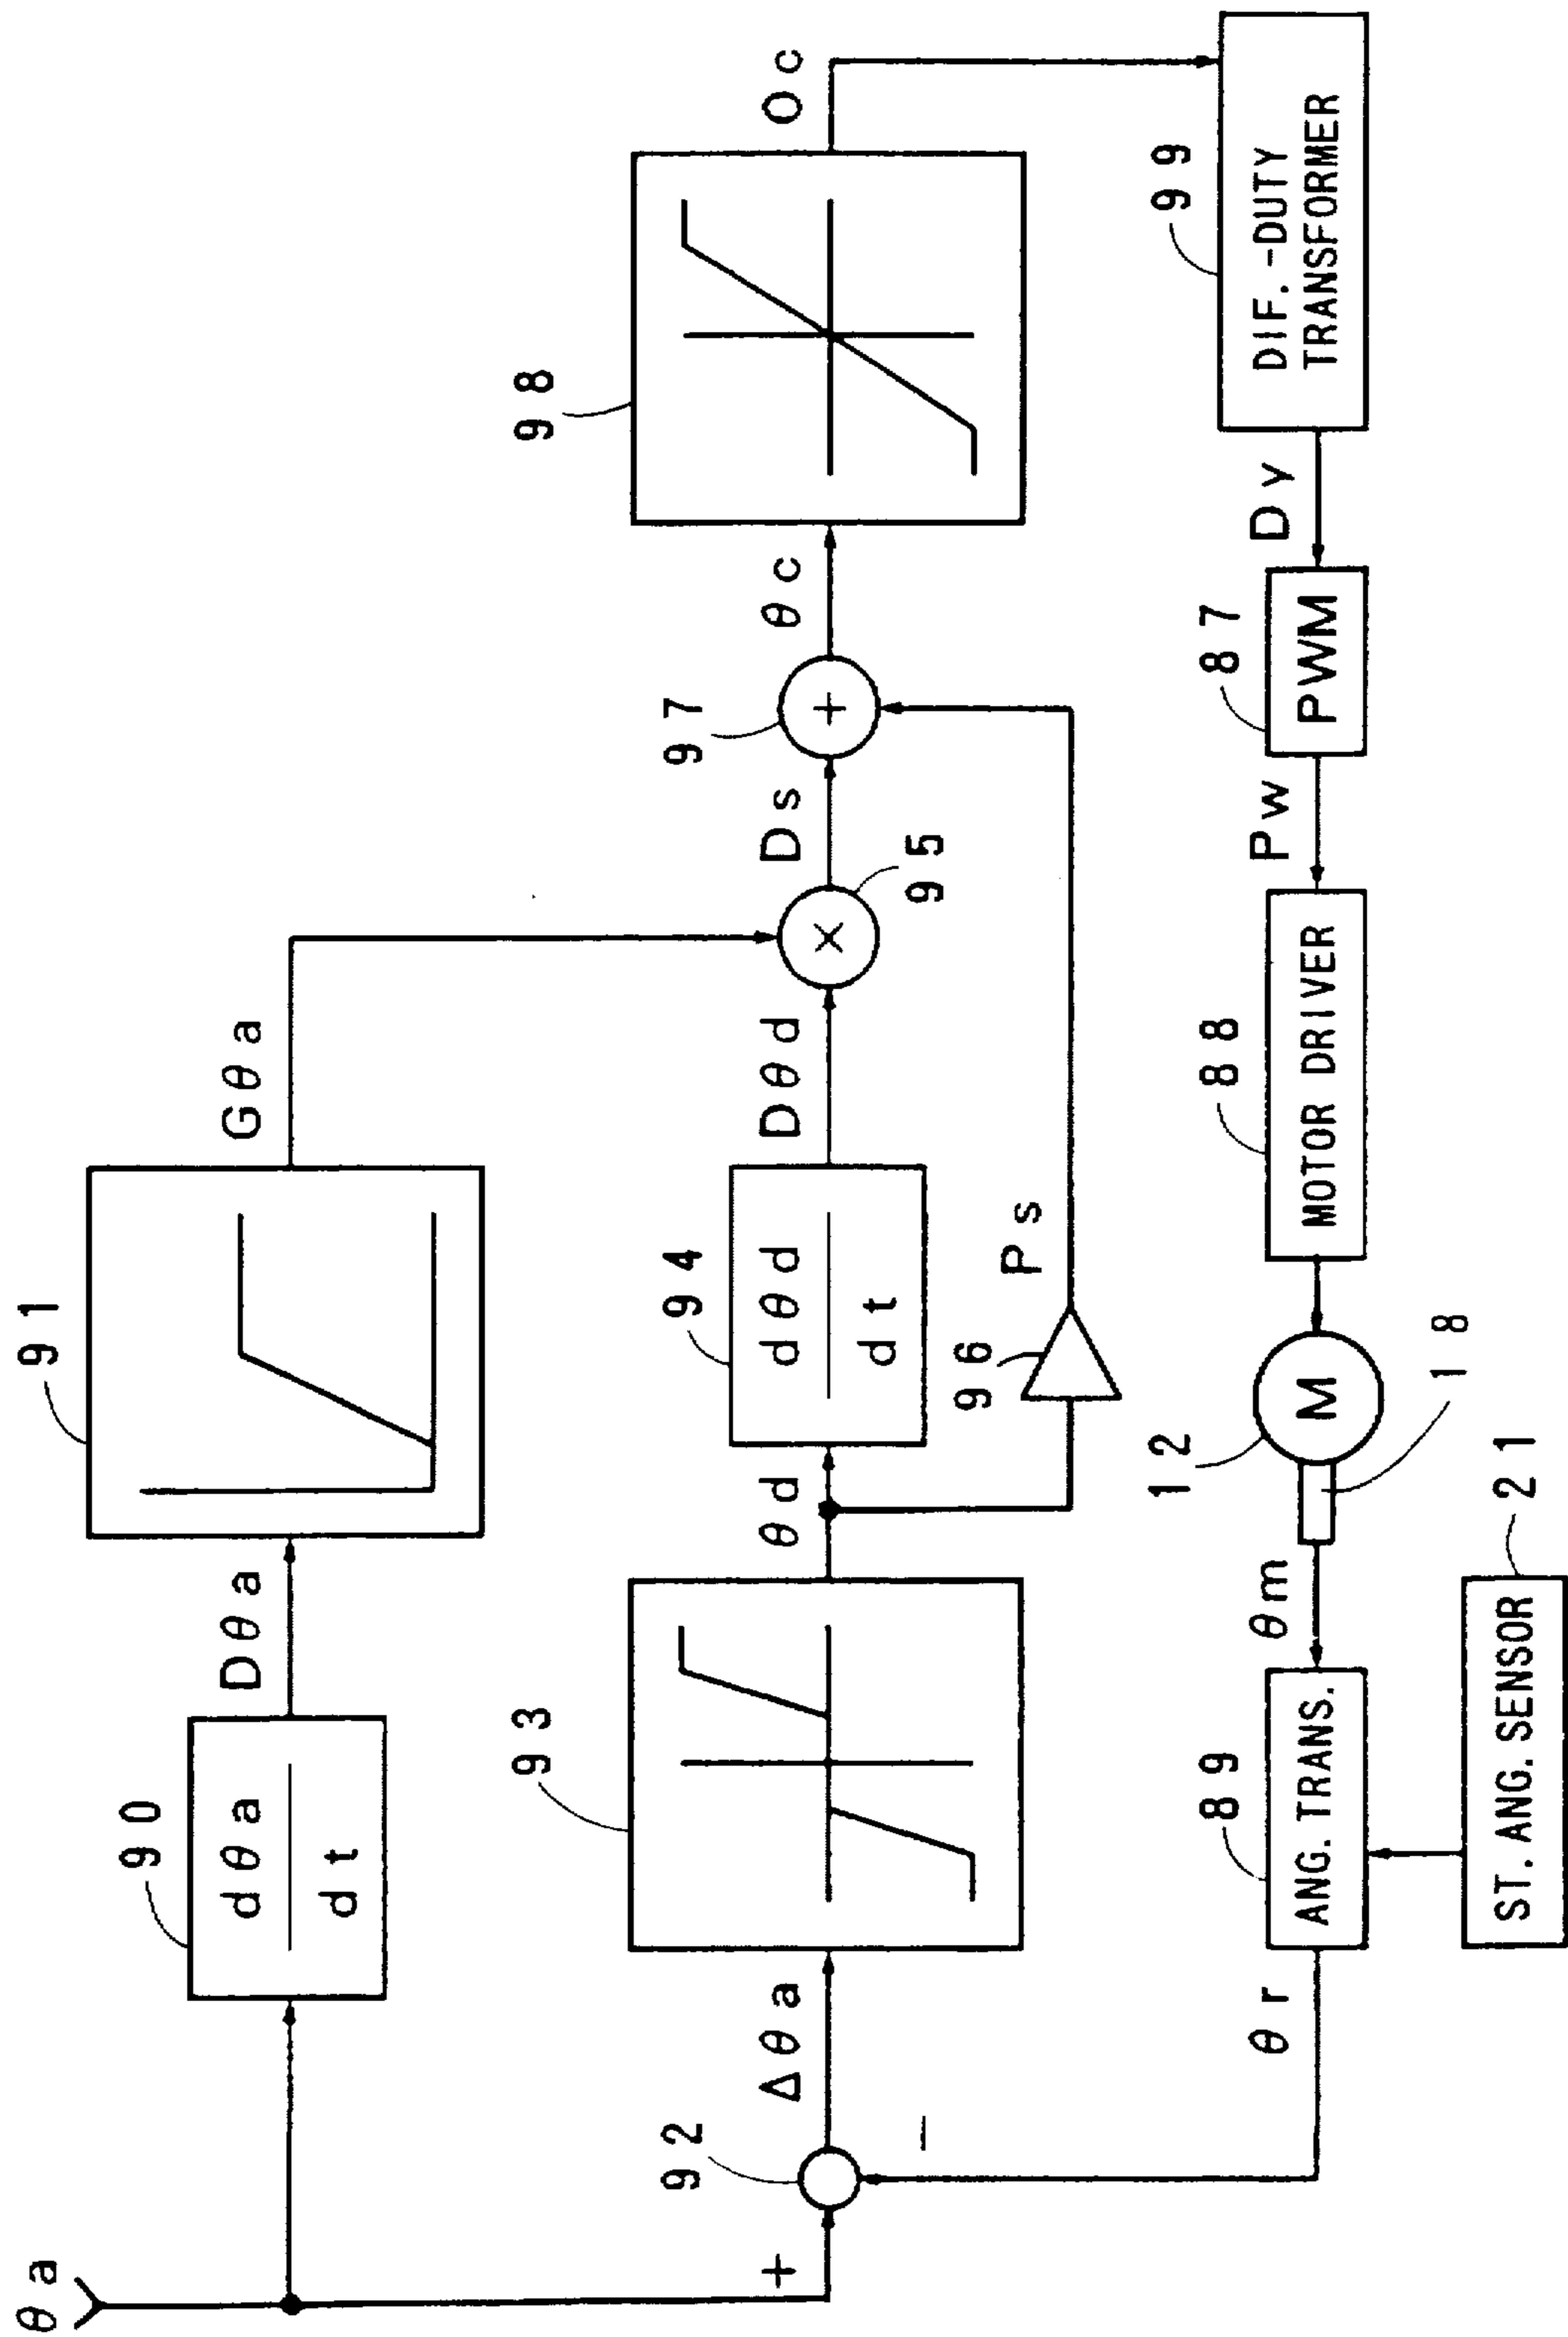 θa
90
dθa
dt
Dθa
91
Gθa
+
92
−
Δθa
93
θd
94
dθd
dt
Dθd
96
Ps
×
95
Ds
97
+
θc
98
Oc
99
DIF.-DUTY
TRANSFORMER
Dy
87
PWM
Pw
88
MOTOR DRIVER
12
M
18
θm
89
ANG. TRANS.
θr
21
ST. ANG. SENSOR